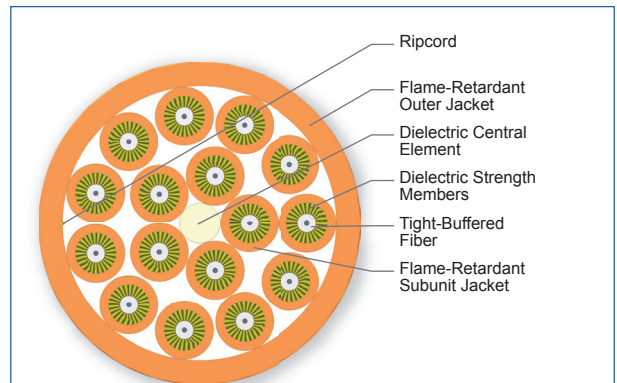 Ripcord
Flame-Retardant
Outer Jacket
Dielectric Central
Element
Dielectric Strength
Members
Tight-Buffered
Fiber
Flame-Retardant
Subunit Jacket